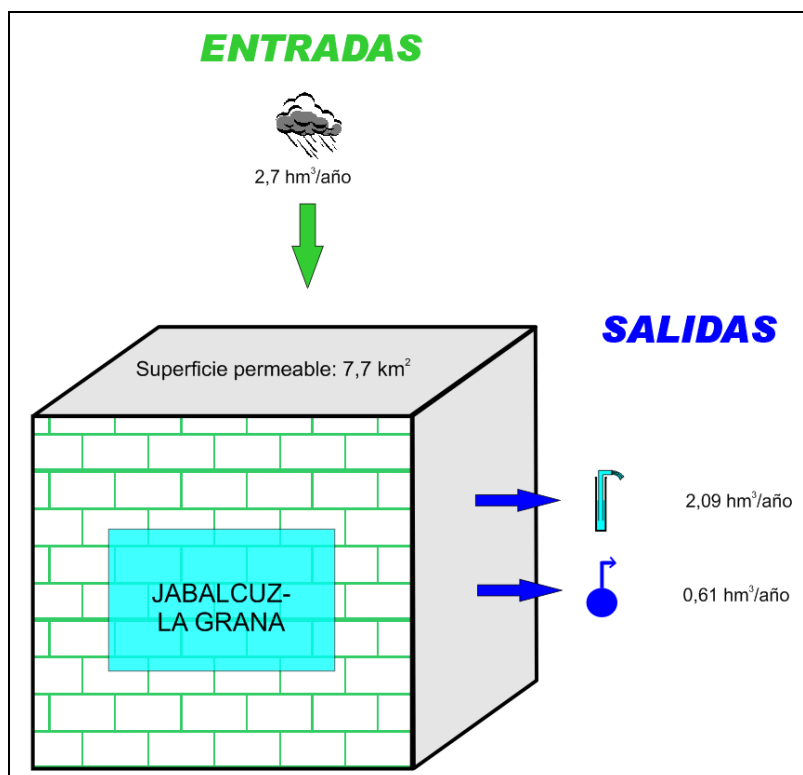 ENTRADAS
2,7 hm³/año
Superficie permeable: 7,7 km²
SALIDAS
2,09 hm³/año
0,61 hm³/año
JABALCUZ-
LA GRANA